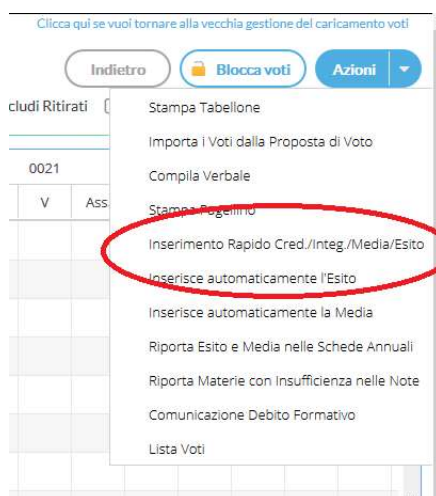 Clicca qui se vuoi tornare alla vecchia gestione del caricamento voti
Indietro Blocca voti Azioni
cludi Ritirati
Stampa Tabellone
Importa i Voti dalla Proposta di Voto
0021
Compila Verbale
V Ass
Stampa Pagellino
Inserimento Rapido Cred./Integ./Media/Esito
Inserisce automaticamente l'Esito
Inserisce automaticamente la Media
Riporta Esito e Media nelle Schede Annuali
Riporta Materie con Insufficienza nelle Note
Comunicazione Debito Formativo
Lista Voti